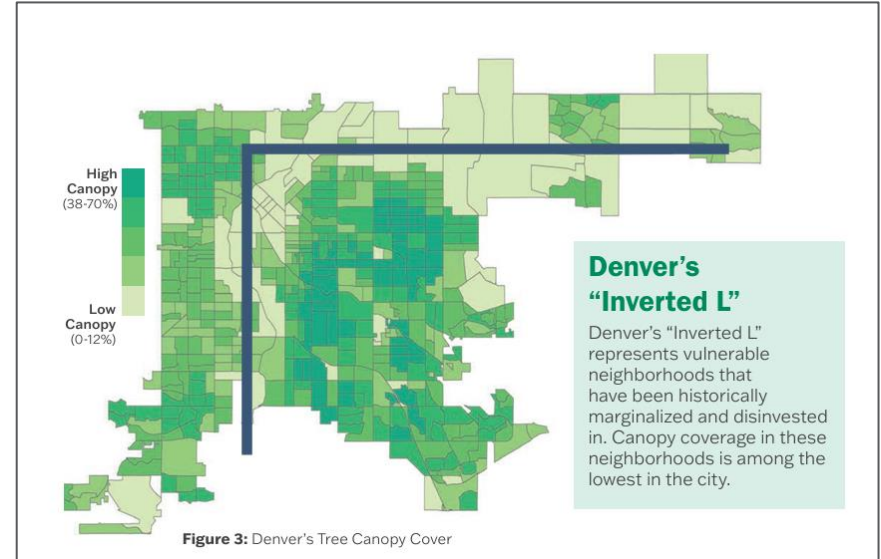 High
Canopy
(38-70%)
Low
Canopy
(0-12%)
Denver’s
“Inverted L”
Denver’s “Inverted L”
represents vulnerable
neighborhoods that
have been historically
marginalized and disinvested
in. Canopy coverage in these
neighborhoods is among the
lowest in the city.
Figure 3: Denver’s Tree Canopy Cover